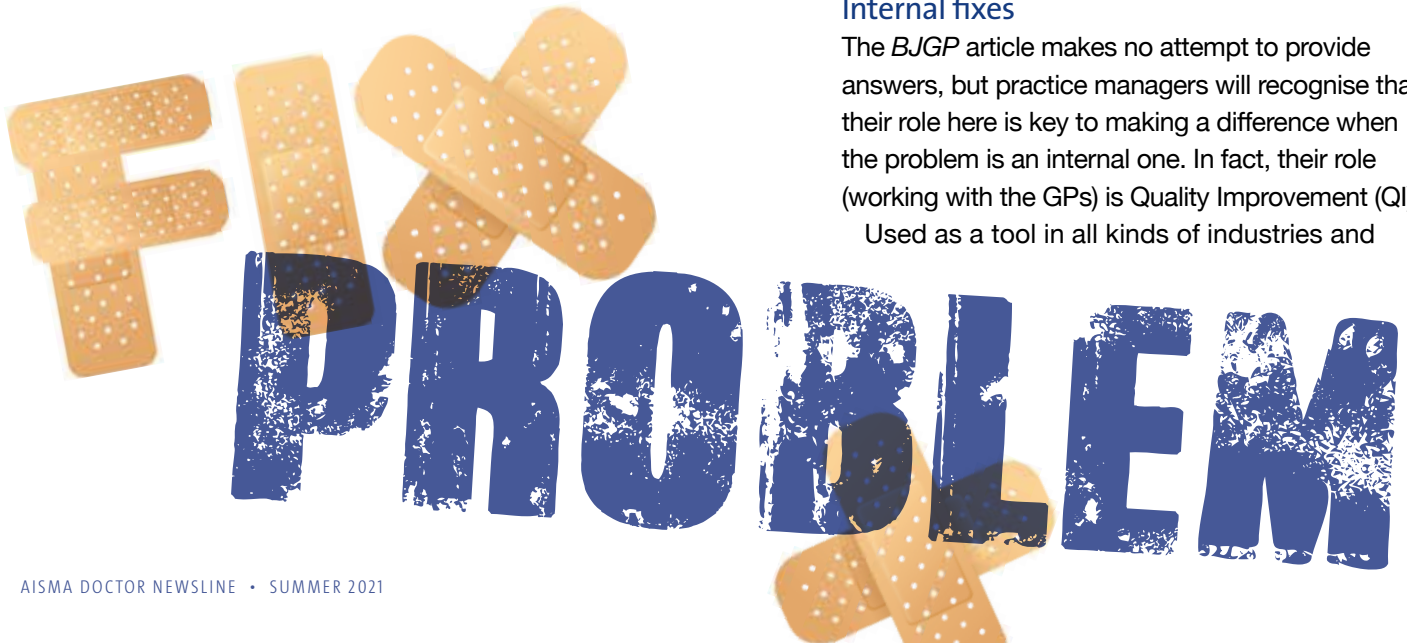 FIX
PROBLEM
Internal fixes
The BJGP article makes no attempt to provide
answers, but practice managers will recognise tha
their role here is key to making a difference when
the problem is an internal one. In fact, their role
(working with the GPs) is Quality Improvement (QI
Used as a tool in all kinds of industries and
AISMA DOCTOR NEWSLINE • SUMMER 2021